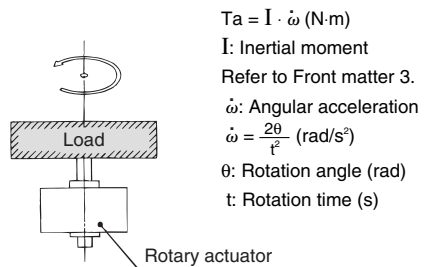 Ta = I · ω̇ (N·m)
I: Inertial moment
Refer to Front matter 3.
ω̇: Angular acceleration
ω̇ = 2θ/t² (rad/s²)
θ: Rotation angle (rad)
t: Rotation time (s)
Load
Rotary actuator